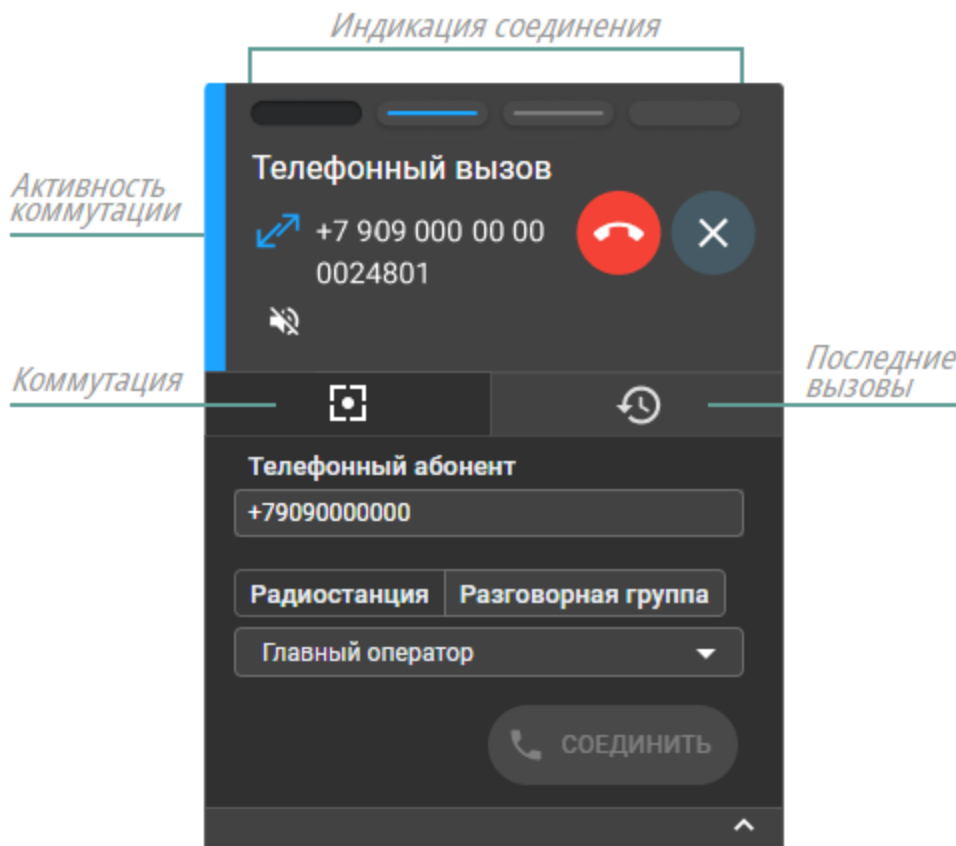 Индикация соединения
Телефонный вызов
Активность
коммутации
+7 909 000 00 00
0024801
Коммутация
Последние
вызовы
Телефонный абонент
+79090000000
Радиостанция Разговорная группа
Главный оператор
СОЕДИНИТЬ